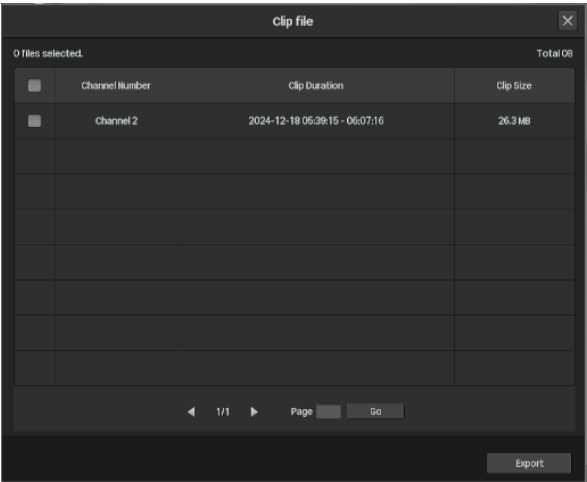 Clip file
0 files selected.
Total 0B
Channel Number Clip Duration Clip Size
Channel 2 2024-12-18 05:39:15 - 06:07:16 26.3 MB
1/1 Page Go
Export